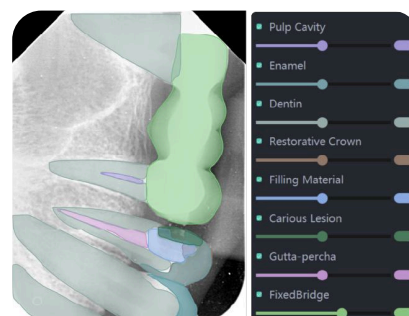 Pulp Cavity
Enamel
Dentin
Restorative Crown
Filling Material
Carious Lesion
Gutta-percha
FixedBridge